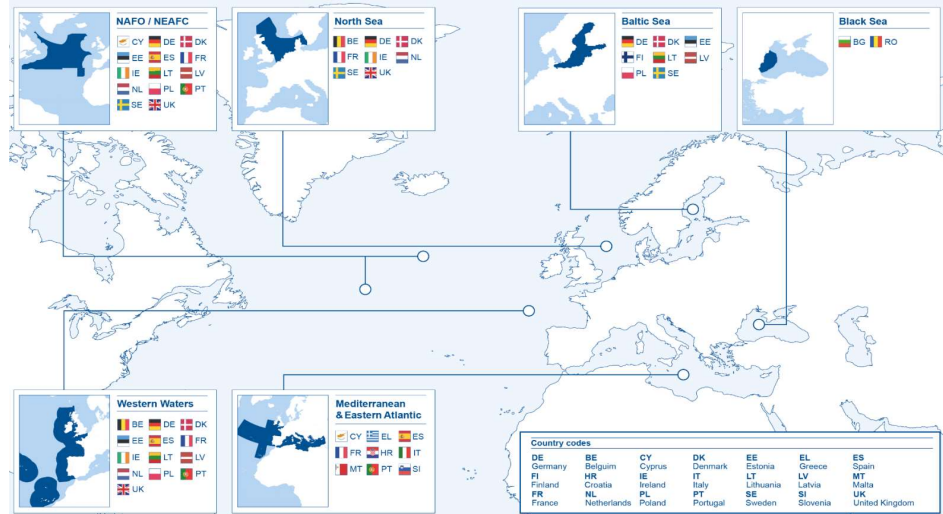 NAFO / NEAFC
CY DE DK
EE ES FR
IE LT LV
NL PL PT
SE UK
North Sea
BE DE DK
FR IE NL
SE UK
Baltic Sea
DE DK EE
FI LT LV
PL SE
Black Sea
BG RO
Western Waters
BE DE DK
EE ES FR
IE LT LV
NL PL PT
UK
Mediterranean
& Eastern Atlantic
CY EL ES
FR HR IT
MT PT SI
Country codes
DE BE CY DK EE EL ES
Germany Belguim Cyprus Denmark Estonia Greece Spain
FI HR IE IT LT LV MT
Finland Croatia Ireland Italy Lithuania Latvia Malta
FR NL PL PT SE SI UK
France Netherlands Poland Portugal Sweden Slovenia United Kingdom